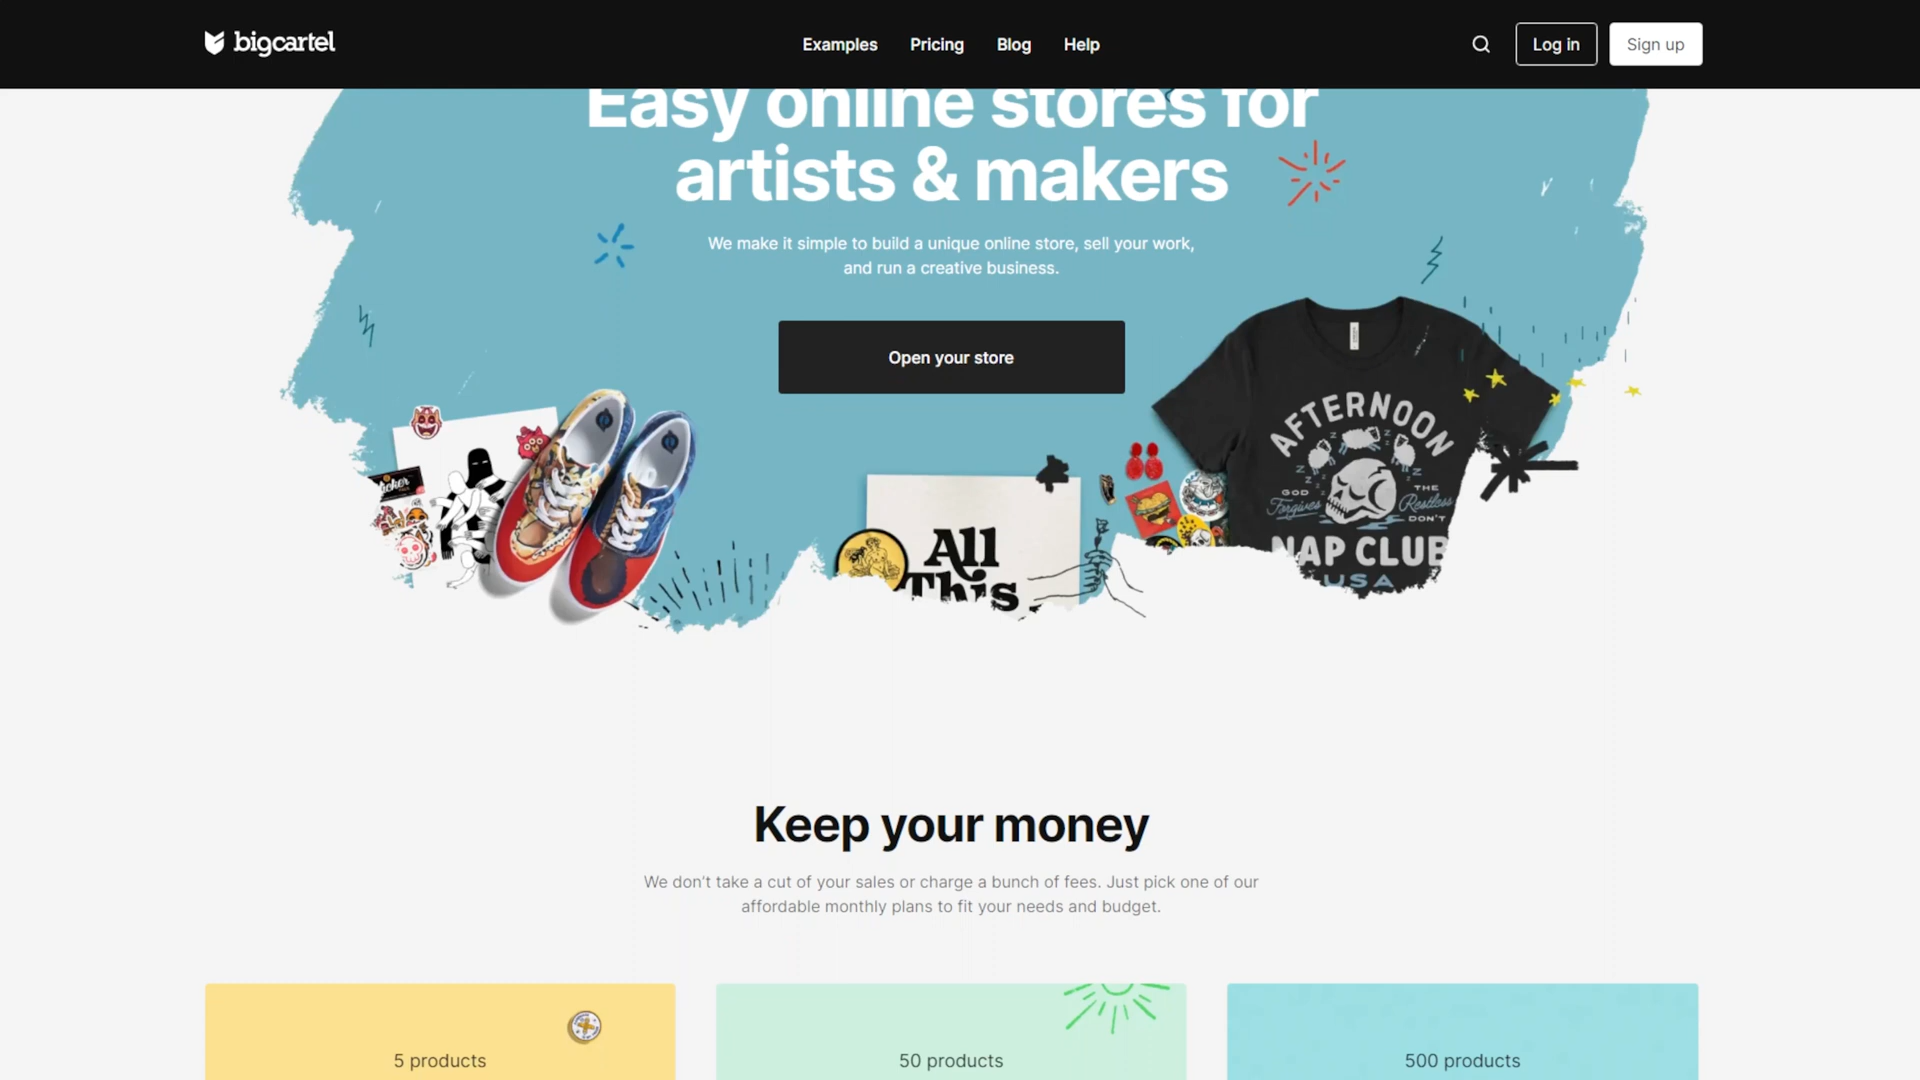 bigcartel
Examples
Pricing
Blog
Help
Log in
Sign up
Easy online stores for
artists & makers
We make it simple to build a unique online store, sell your work,
and run a creative business.
Open your store
AFTERNOON
GOD
Forgives
THE
Restless
DON'T
NAP CLUB
USA
All
This
Keep your money
We don't take a cut of your sales or charge a bunch of fees. Just pick one of our
affordable monthly plans to fit your needs and budget.
5 products
50 products
500 products